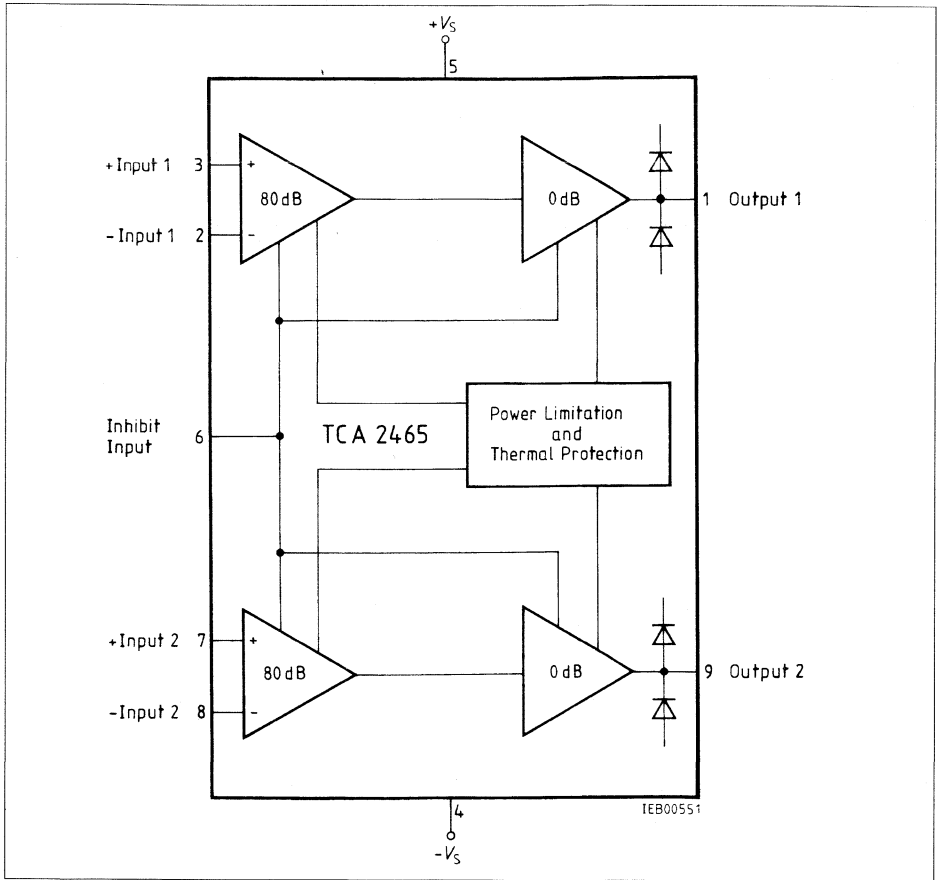 +VS
5
+Input 1 3
+
80dB
0dB
1 Output 1
-Input 1 2
-
Inhibit
Input
6
TCA 2465
Power Limitation
and
Thermal Protection
+Input 2 7
+
80dB
0dB
9 Output 2
-Input 2 8
-
IEB00551
4
-VS